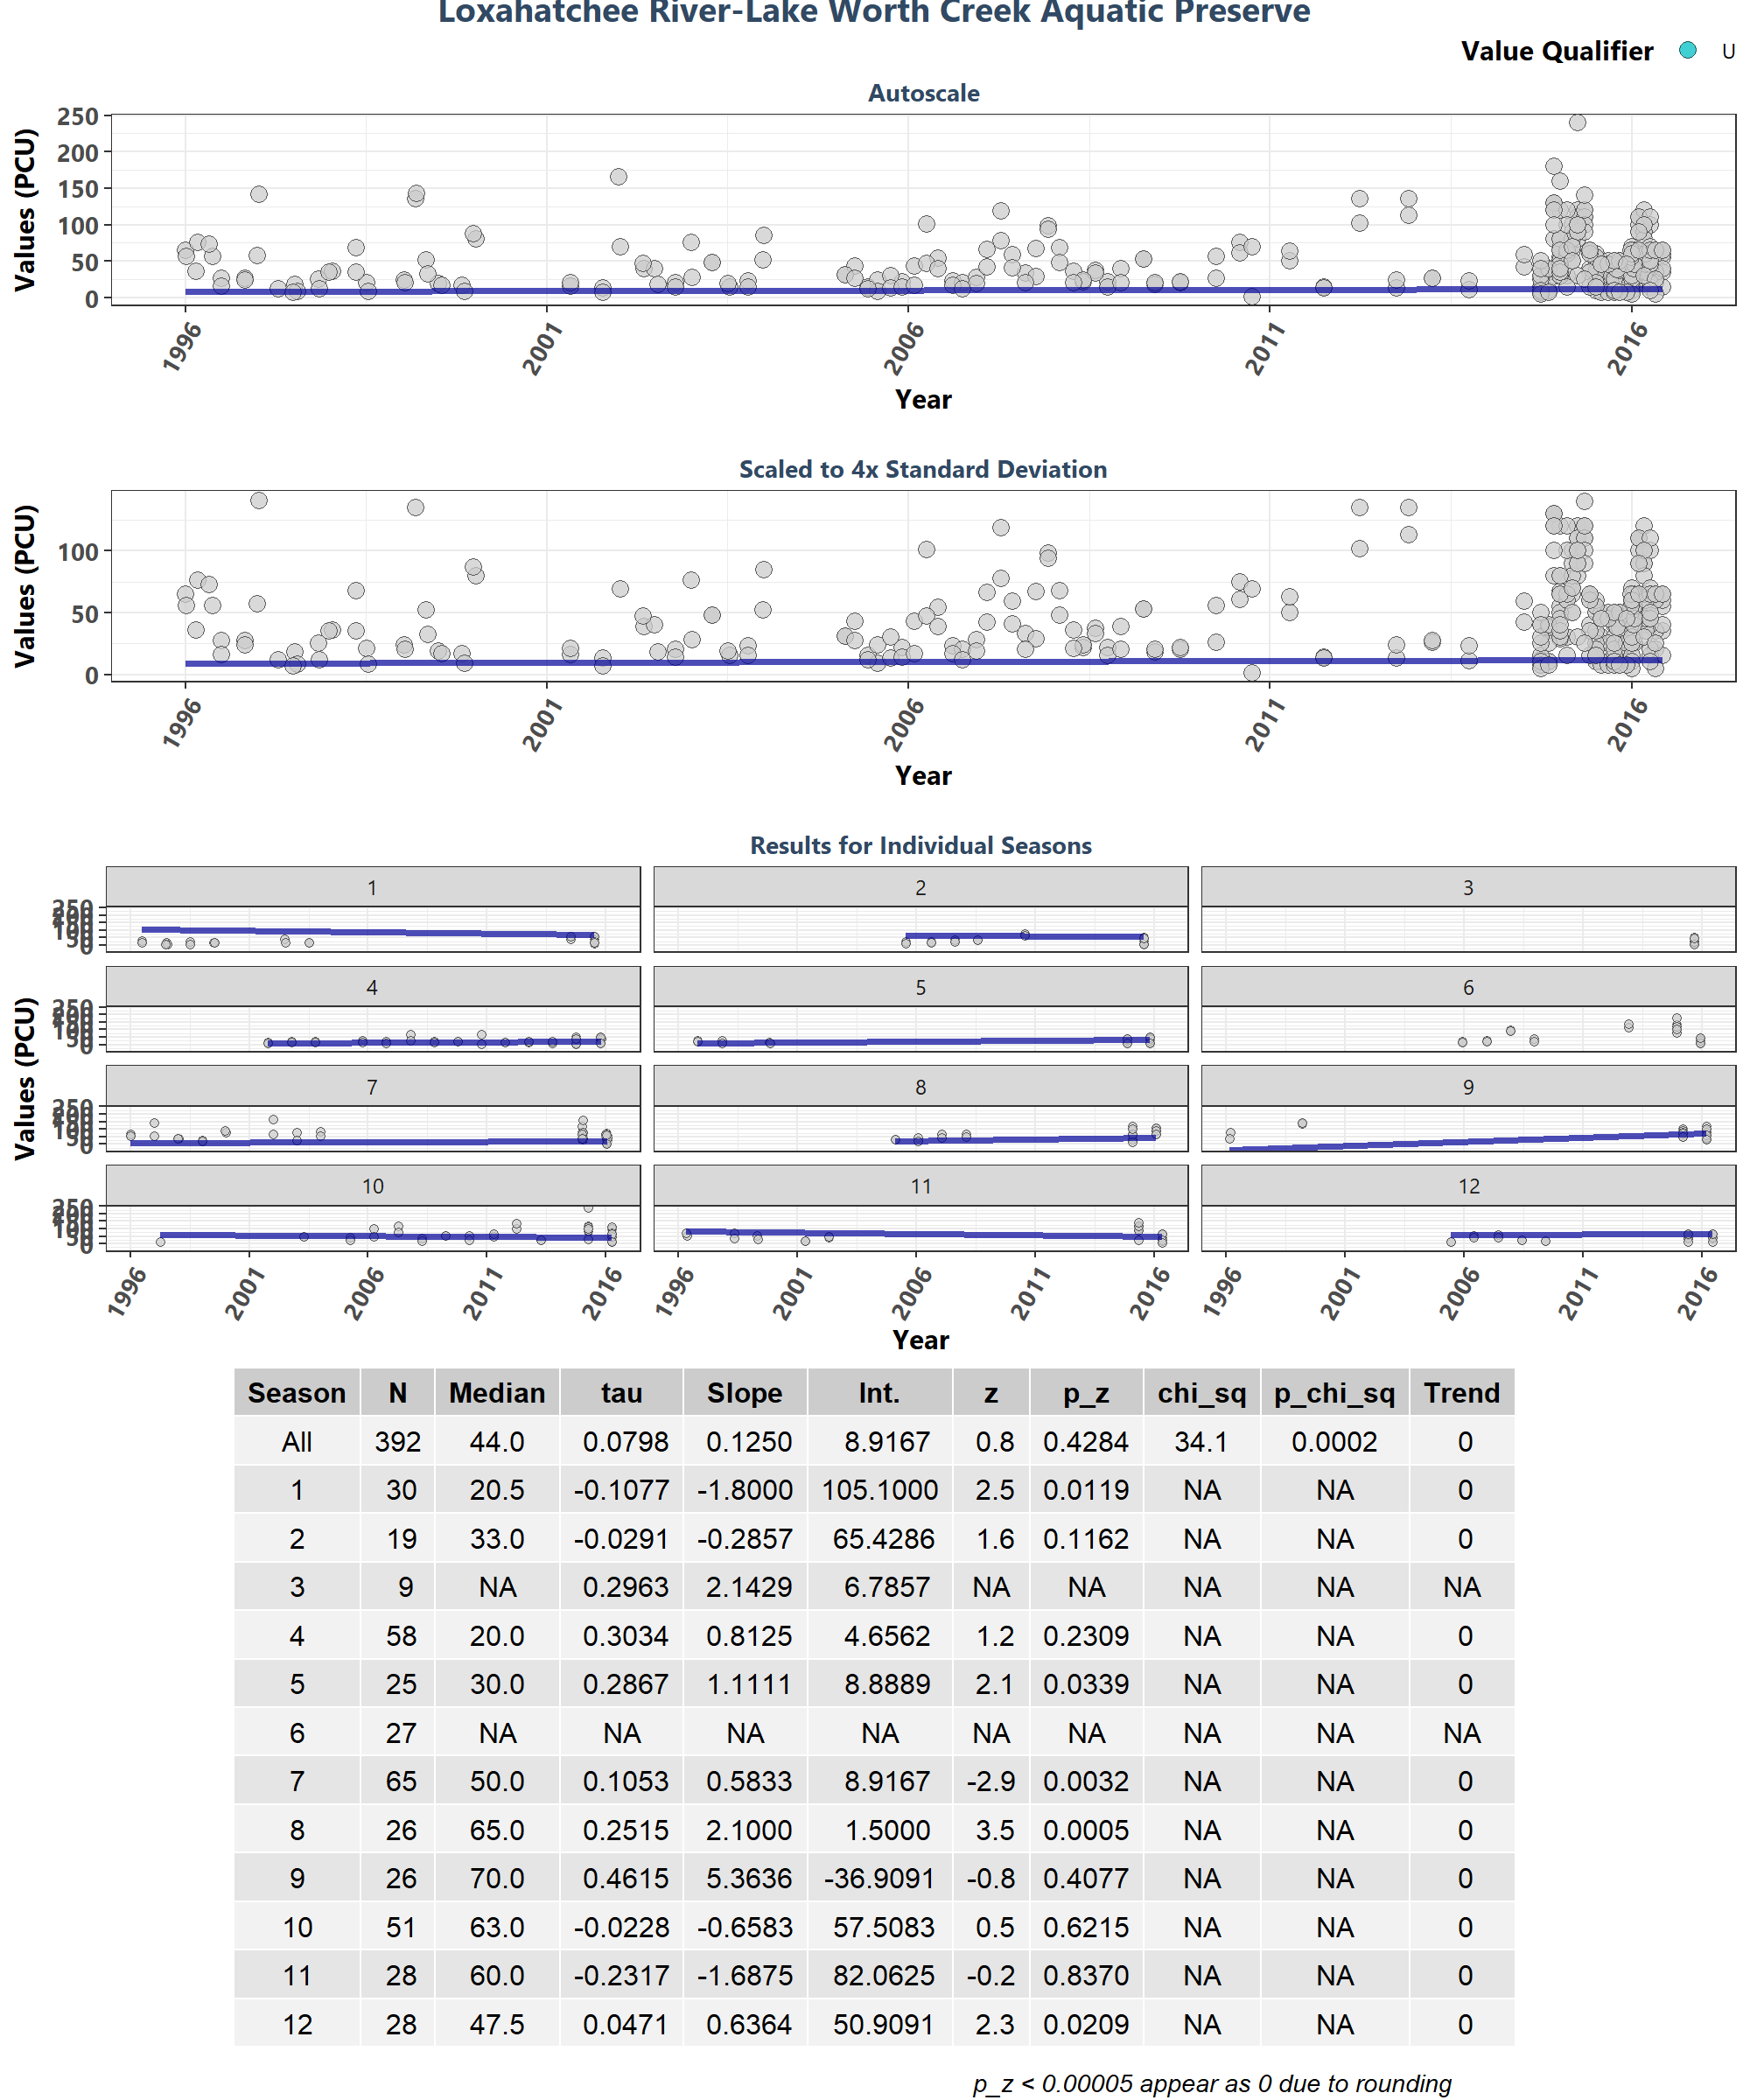 Loxahatchee River-Lake Worth Creek Aquatic Preserve
Value Qualifier U
Autoscale
Values (PCU)
250
200
150
100
50
0
1996 2001 2006 2011 2016
Year
Scaled to 4x Standard Deviation
Values (PCU)
100
50
0
1996 2001 2006 2011 2016
Year
Results for Individual Seasons
Values (PCU)
1 2 3
250
50
0
4 5 6
250
50
0
7 8 9
250
50
0
10 11 12
250
50
0
1996 2001 2006 2011 2016 1996 2001 2006 2011 2016 1996 2001 2006 2011 2016
Year
Season N Median tau Slope Int. z p_z chi_sq p_chi_sq Trend
All 392 44.0 0.0798 0.1250 8.9167 0.8 0.4284 34.1 0.0002 0
1 30 20.5 -0.1077 -1.8000 105.1000 2.5 0.0119 NA NA 0
2 19 33.0 -0.0291 -0.2857 65.4286 1.6 0.1162 NA NA 0
3 9 NA 0.2963 2.1429 6.7857 NA NA NA NA NA
4 58 20.0 0.3034 0.8125 4.6562 1.2 0.2309 NA NA 0
5 25 30.0 0.2867 1.1111 8.8889 2.1 0.0339 NA NA 0
6 27 NA NA NA NA NA NA NA NA NA
7 65 50.0 0.1053 0.5833 8.9167 -2.9 0.0032 NA NA 0
8 26 65.0 0.2515 2.1000 1.5000 3.5 0.0005 NA NA 0
9 26 70.0 0.4615 5.3636 -36.9091 -0.8 0.4077 NA NA 0
10 51 63.0 -0.0228 -0.6583 57.5083 0.5 0.6215 NA NA 0
11 28 60.0 -0.2317 -1.6875 82.0625 -0.2 0.8370 NA NA 0
12 28 47.5 0.0471 0.6364 50.9091 2.3 0.0209 NA NA 0
p_z < 0.00005 appear as 0 due to rounding